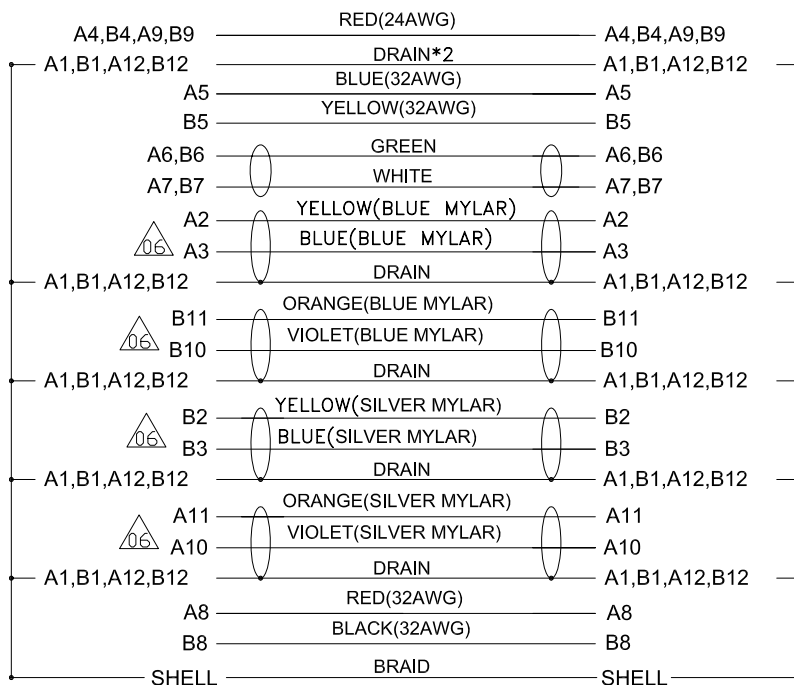 RED(24AWG)
A4,B4,A9,B9 A4,B4,A9,B9
DRAIN*2
A1,B1,A12,B12 A1,B1,A12,B12
BLUE(32AWG)
A5 A5
YELLOW(32AWG)
B5 B5
GREEN
A6,B6 A6,B6
WHITE
A7,B7 A7,B7
YELLOW(BLUE MYLAR)
A2 A2
BLUE(BLUE MYLAR)
06 A3 A3
DRAIN
A1,B1,A12,B12 A1,B1,A12,B12
ORANGE(BLUE MYLAR)
B11 B11
VIOLET(BLUE MYLAR)
06 B10 B10
DRAIN
A1,B1,A12,B12 A1,B1,A12,B12
YELLOW(SILVER MYLAR)
B2 B2
BLUE(SILVER MYLAR)
06 B3 B3
DRAIN
A1,B1,A12,B12 A1,B1,A12,B12
ORANGE(SILVER MYLAR)
A11 A11
VIOLET(SILVER MYLAR)
06 A10 A10
DRAIN
A1,B1,A12,B12 A1,B1,A12,B12
RED(32AWG)
A8 A8
BLACK(32AWG)
B8 B8
BRAID
SHELL SHELL